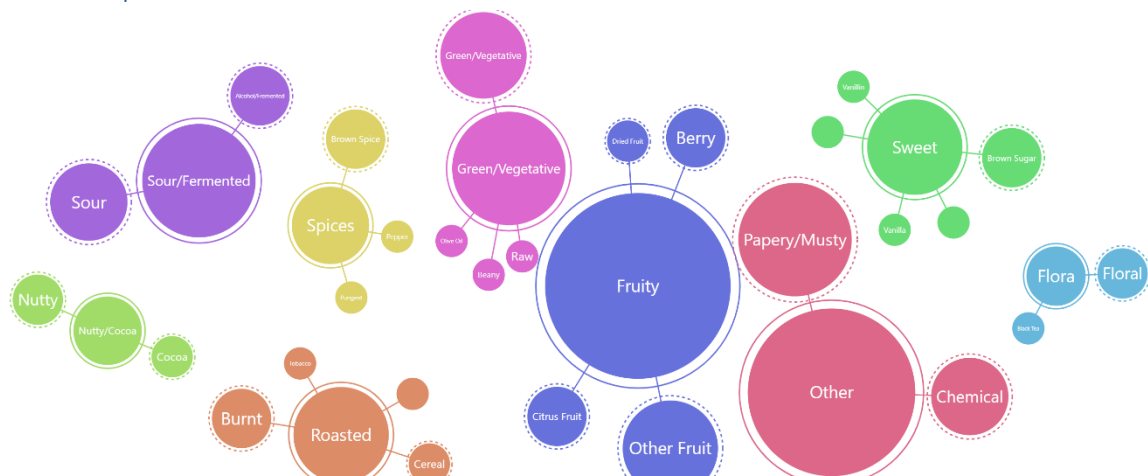 Green/Vegetative
Alcohol/Fermented
Sour/Fermented
Sour
Brown Spice
Spices
Pepper
Pungent
Green/Vegetative
Olive Oil
Beany
Raw
Dried Fruit
Berry
Fruity
Citrus Fruit
Other Fruit
Vanillin
Sweet
Brown Sugar
Vanilla
Papery/Musty
Other
Chemical
Flora
Floral
Black Tea
Nutty
Nutty/Cocoa
Cocoa
Tobacco
Burnt
Roasted
Cereal